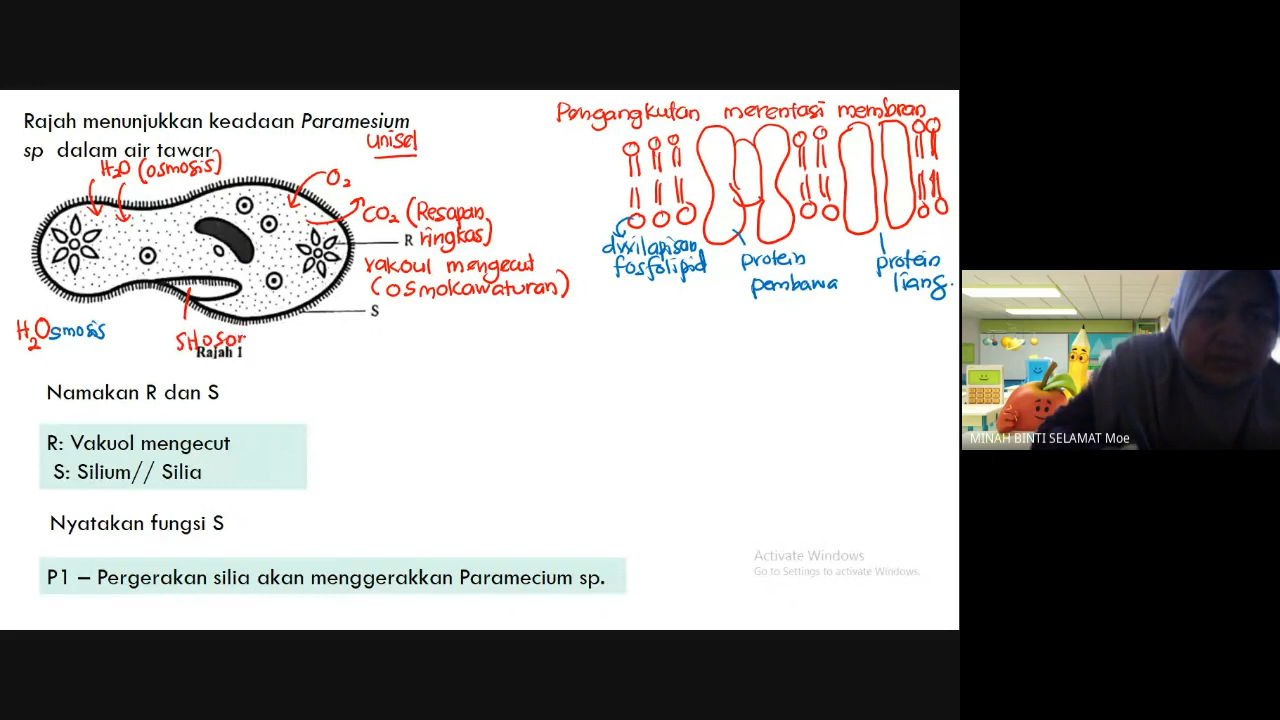 Rajah menunjukkan keadaan Paramesium
sp dalam air tawar
unisel
H₂O (osmosis)
O₂
CO₂ (Resapan
ringkas)
R
vakoul mengecut
(osmokawaturan)
S
H₂Osmosis
Rajah 1
Pengangkutan merentasi membran
dwilapisan
fosfolipid
protein
pembawa
protein
liang
Namakan R dan S
R: Vakuol mengecut
S: Silium// Silia
Nyatakan fungsi S
P1 – Pergerakan silia akan menggerakkan Paramecium sp.
Activate Windows
Go to Settings to activate Windows.
MINAH BINTI SELAMAT Moe